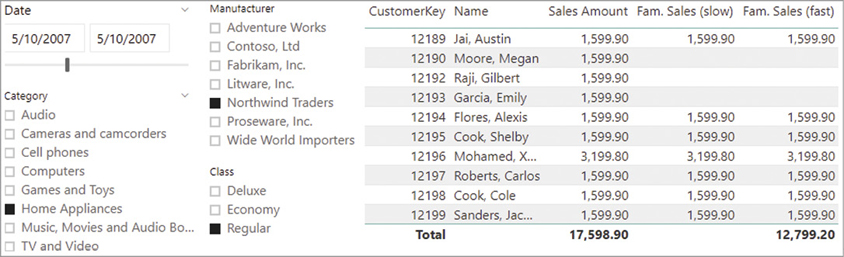 Date
5/10/2007 5/10/2007
Category
Audio
Cameras and camcorders
Cell phones
Computers
Games and Toys
Home Appliances
Music, Movies and Audio Bo...
TV and Video
Manufacturer
Adventure Works
Contoso, Ltd
Fabrikam, Inc.
Litware, Inc.
Northwind Traders
Proseware, Inc.
Wide World Importers
Class
Deluxe
Economy
Regular
CustomerKey Name Sales Amount Fam. Sales (slow) Fam. Sales (fast)
12189 Jai, Austin 1,599.90 1,599.90 1,599.90
12190 Moore, Megan 1,599.90
12192 Raji, Gilbert 1,599.90
12193 Garcia, Emily 1,599.90
12194 Flores, Alexis 1,599.90 1,599.90 1,599.90
12195 Cook, Shelby 1,599.90 1,599.90 1,599.90
12196 Mohamed, X... 3,199.80 3,199.80 3,199.80
12197 Roberts, Carlos 1,599.90 1,599.90 1,599.90
12198 Cook, Cole 1,599.90 1,599.90 1,599.90
12199 Sanders, Jac... 1,599.90 1,599.90 1,599.90
Total 17,598.90 12,799.20